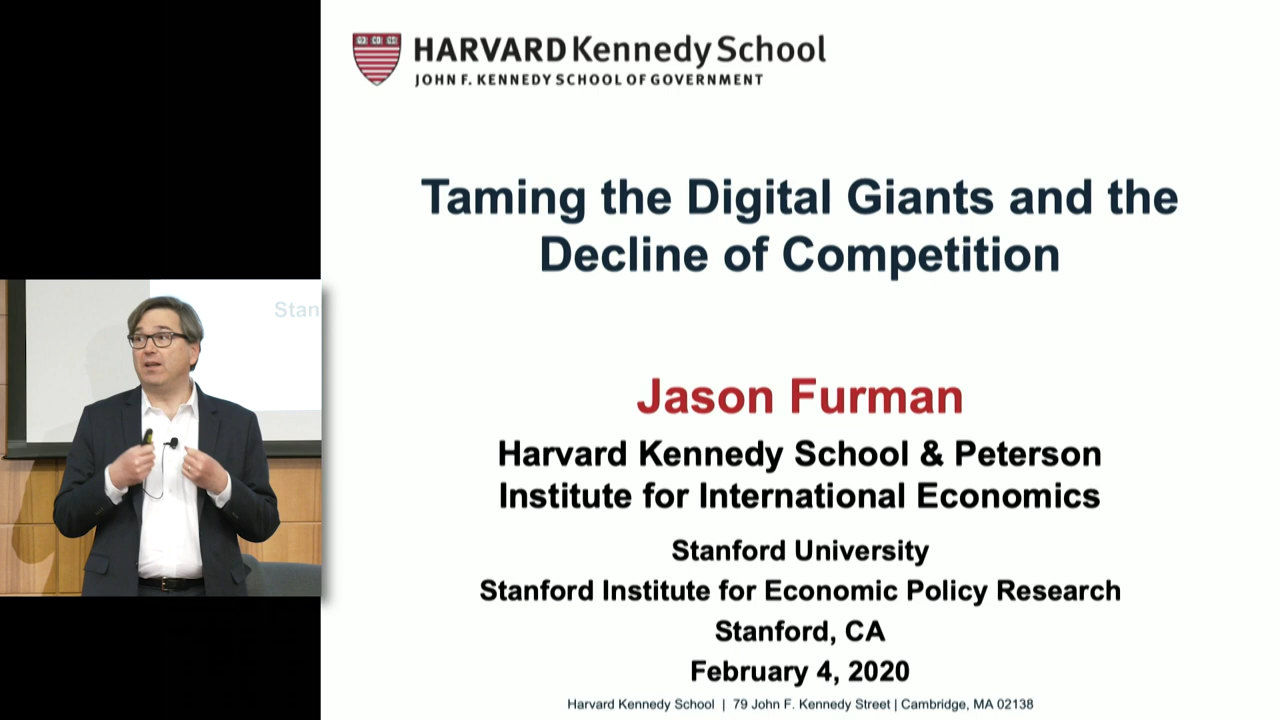 HARVARD Kennedy School
JOHN F. KENNEDY SCHOOL OF GOVERNMENT
Taming the Digital Giants and the
Decline of Competition
Stan
Jason Furman
Harvard Kennedy School & Peterson
Institute for International Economics
Stanford University
Stanford Institute for Economic Policy Research
Stanford, CA
February 4, 2020
Harvard Kennedy School | 79 John F. Kennedy Street | Cambridge, MA 02138